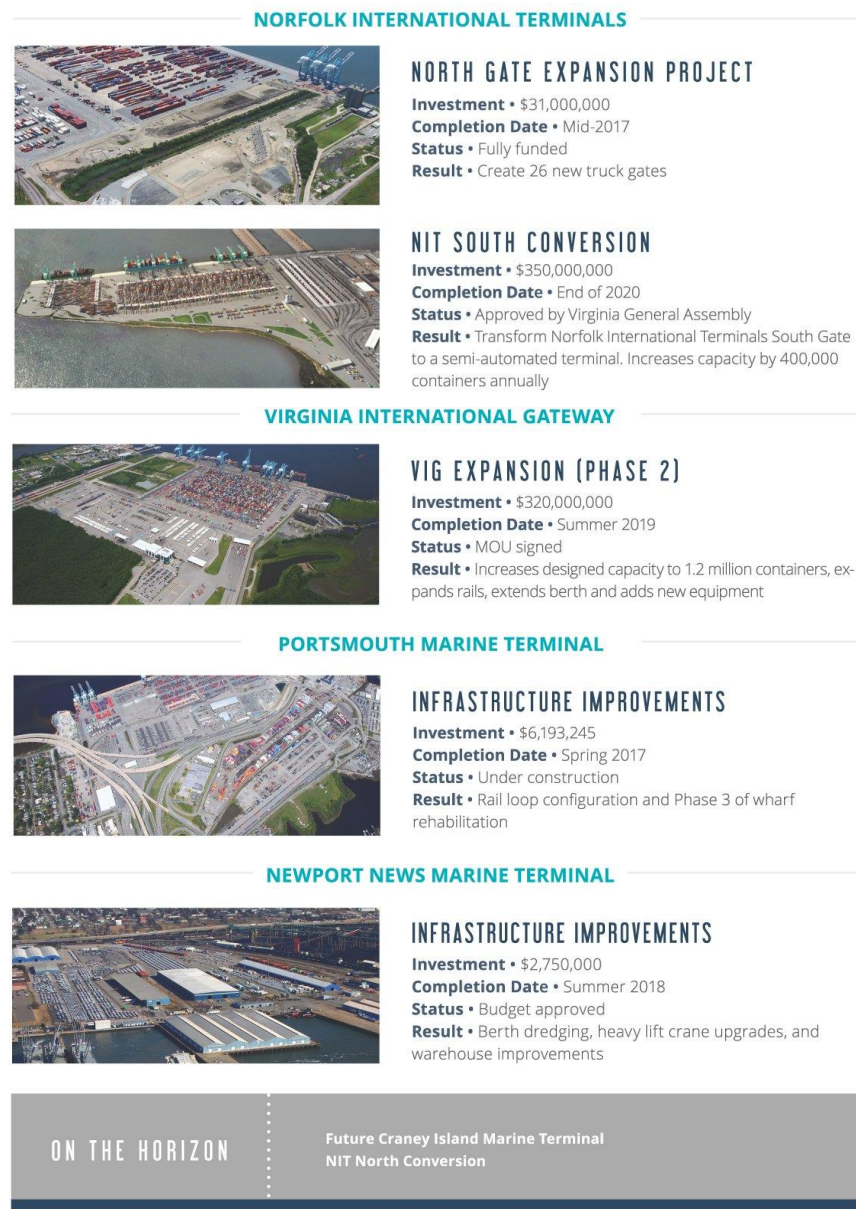 NORFOLK INTERNATIONAL TERMINALS
NORTH GATE EXPANSION PROJECT
Investment • $31,000,000
Completion Date • Mid-2017
Status • Fully funded
Result • Create 26 new truck gates
NIT SOUTH CONVERSION
Investment • $350,000,000
Completion Date • End of 2020
Status • Approved by Virginia General Assembly
Result • Transform Norfolk International Terminals South Gate
to a semi-automated terminal. Increases capacity by 400,000
containers annually
VIRGINIA INTERNATIONAL GATEWAY
VIG EXPANSION (PHASE 2)
Investment • $320,000,000
Completion Date • Summer 2019
Status • MOU signed
Result • Increases designed capacity to 1.2 million containers, ex-
pands rails, extends berth and adds new equipment
PORTSMOUTH MARINE TERMINAL
INFRASTRUCTURE IMPROVEMENTS
Investment • $6,193,245
Completion Date • Spring 2017
Status • Under construction
Result • Rail loop configuration and Phase 3 of wharf
rehabilitation
NEWPORT NEWS MARINE TERMINAL
INFRASTRUCTURE IMPROVEMENTS
Investment • $2,750,000
Completion Date • Summer 2018
Status • Budget approved
Result • Berth dredging, heavy lift crane upgrades, and
warehouse improvements
ON THE HORIZON
Future Craney Island Marine Terminal
NIT North Conversion